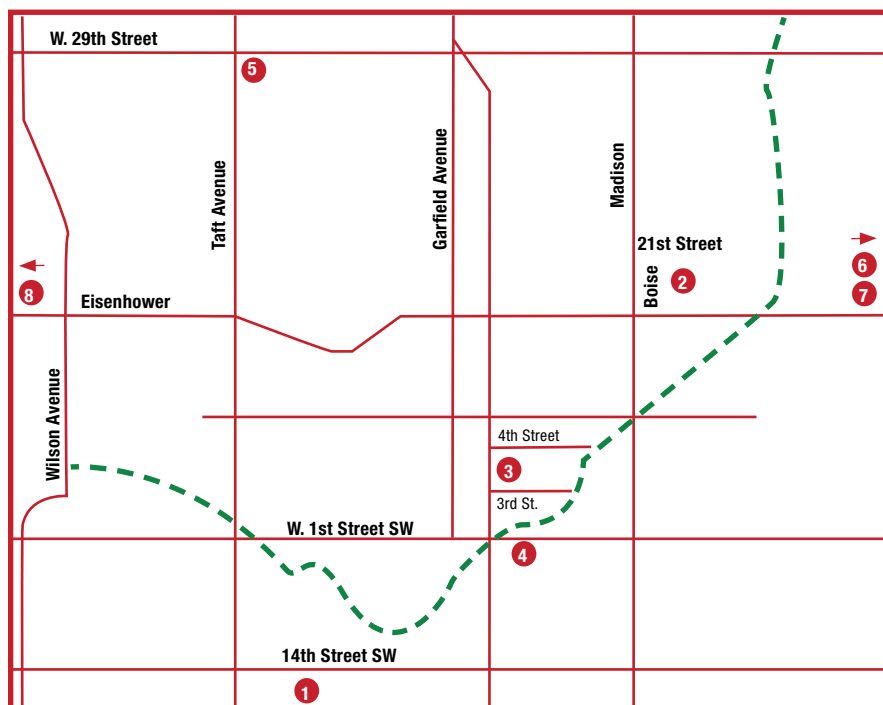 W. 29th Street
5
Taft Avenue
Garfield Avenue
Madison
21st Street
6
Boise
2
7
8
Eisenhower
Wilson Avenue
4th Street
3
3rd St.
W. 1st Street SW
4
14th Street SW
1